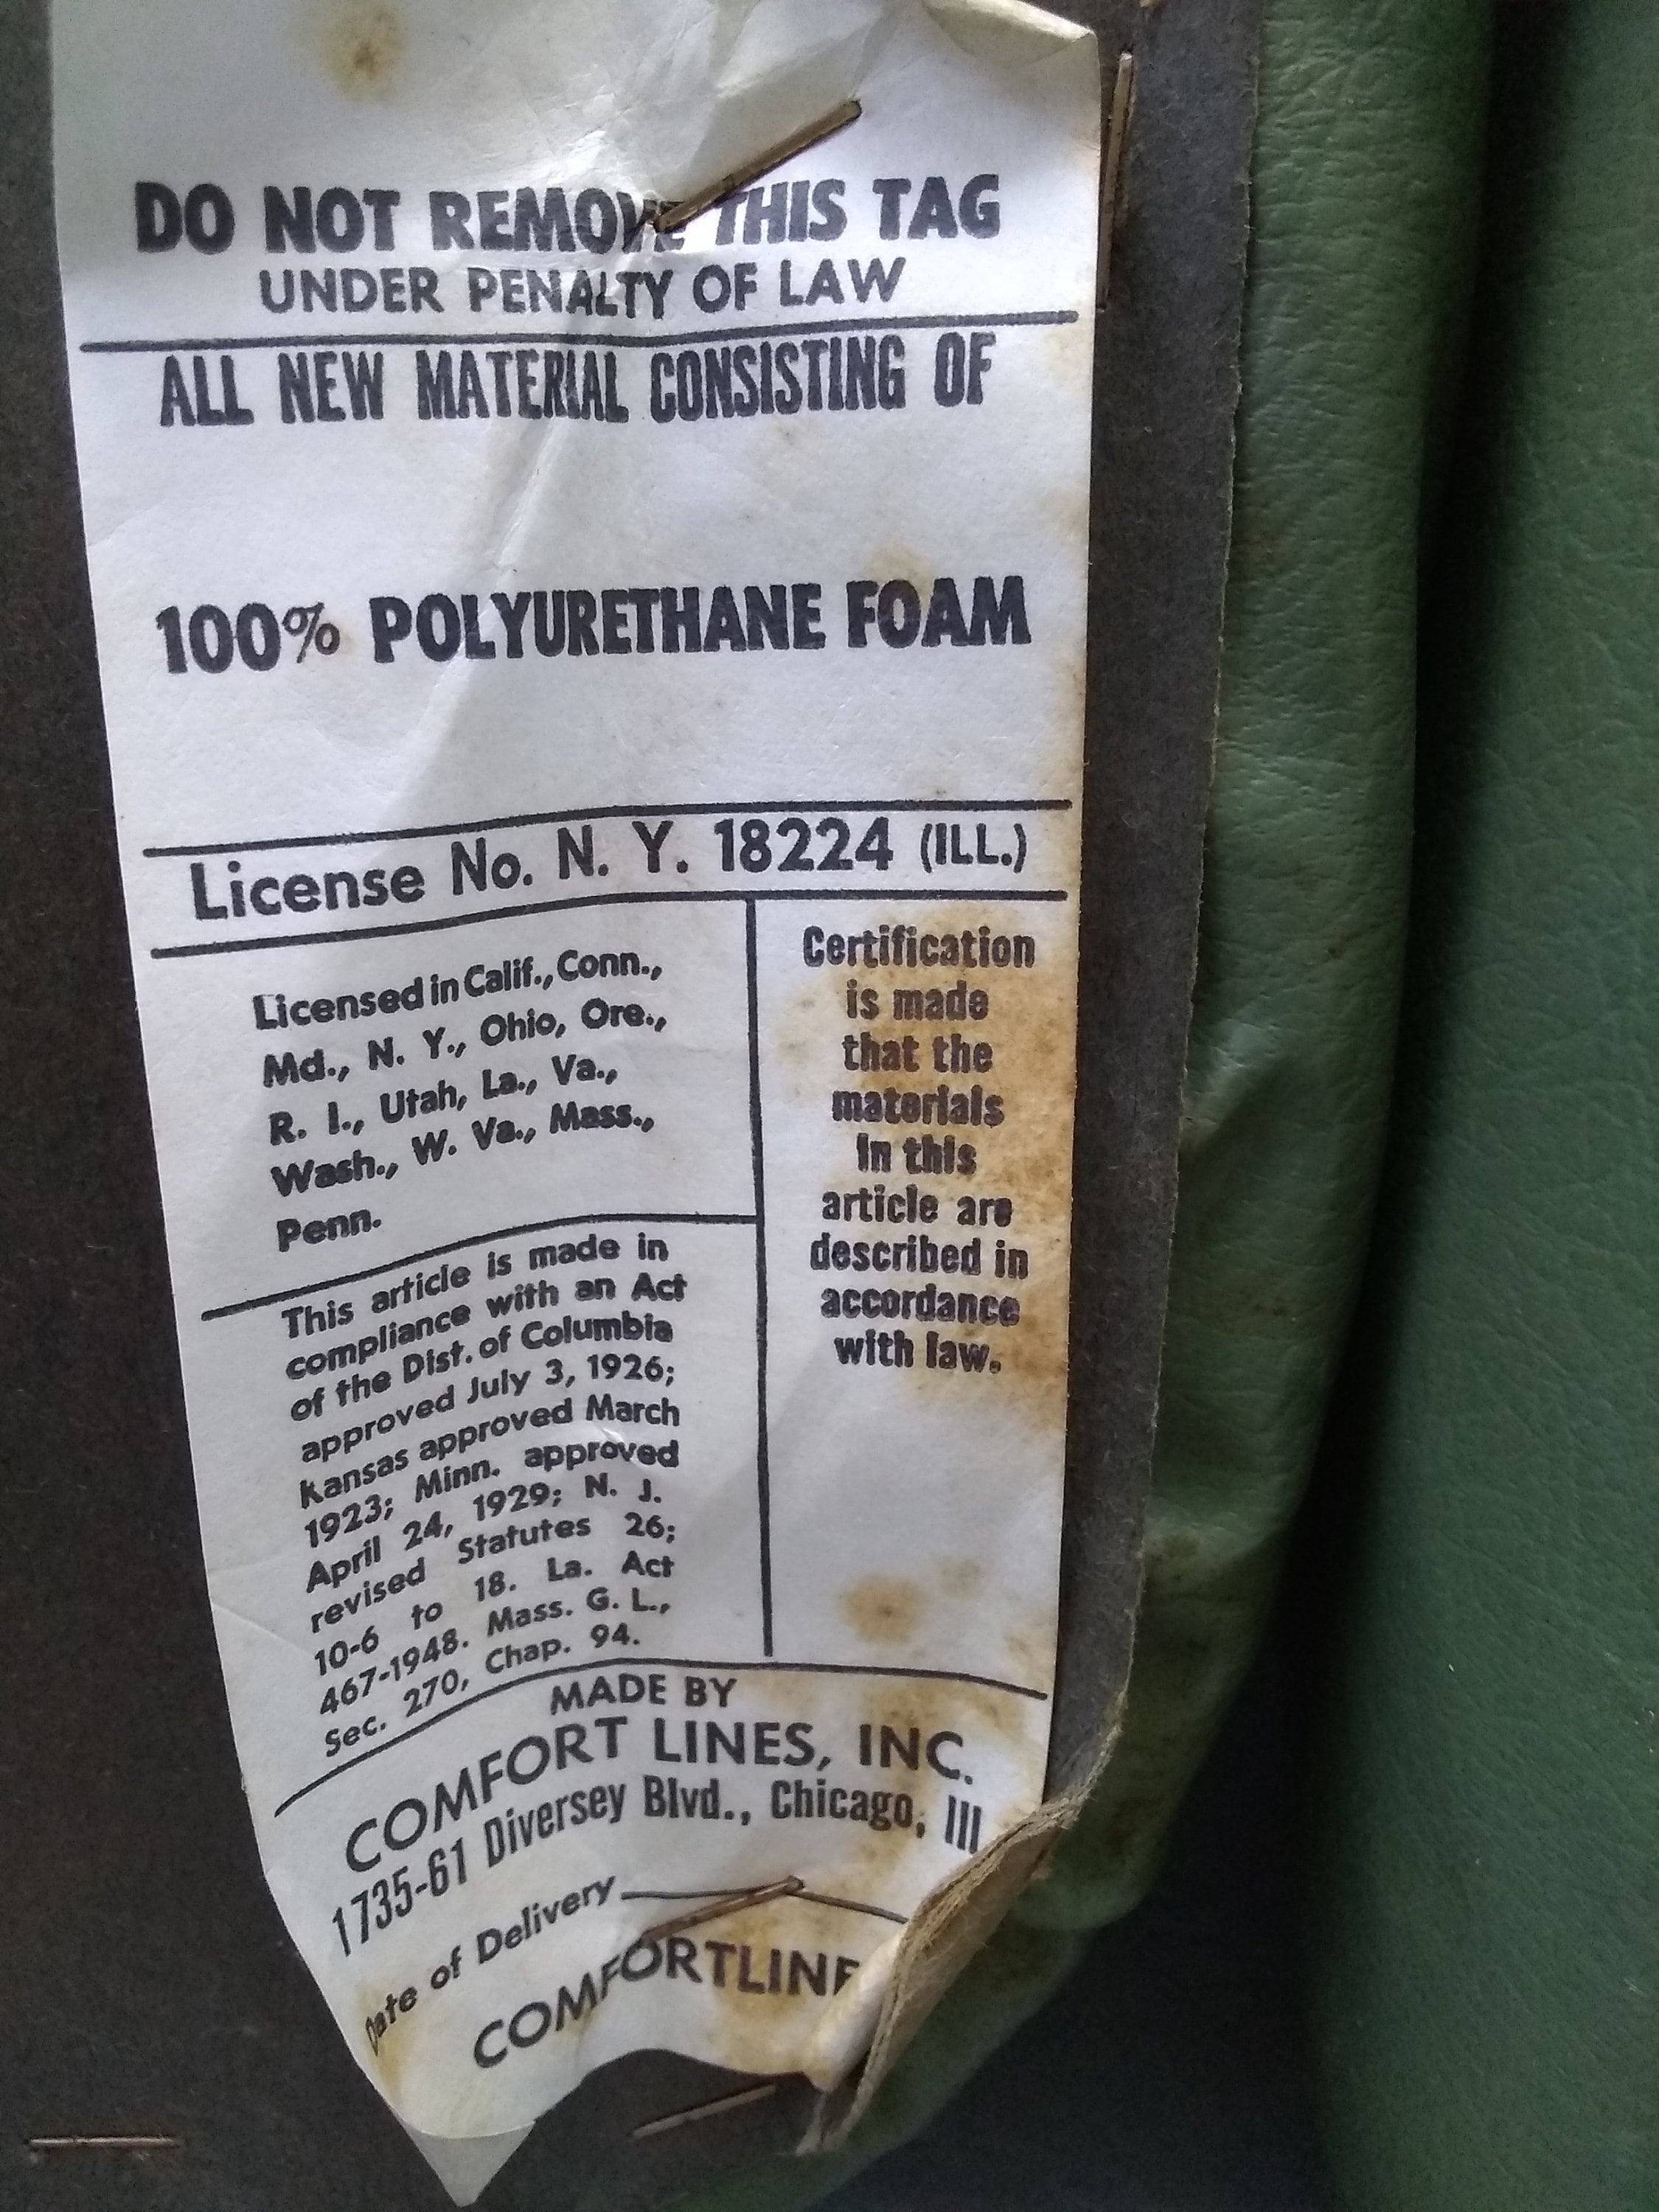 DO NOT REMOVE THIS TAG
UNDER PENALTY OF LAW
ALL NEW MATERIAL CONSISTING OF
100% POLYURETHANE FOAM
License No. N. Y. 18224 (ILL.)
Licensed in Calif., Conn.,
Md., N. Y., Ohio, Ore.,
R. I., Utah, La., Va.,
Wash., W. Va., Mass.,
Penn.
This article is made in
compliance with an Act
of the Dist. of Columbia
approved July 3, 1926;
kansas approved March
1923; Minn. approved
April 24, 1929; N. J.
revised Statutes 26;
10-6 to 18. La. Act
467-1948. Mass. G. L.,
Sec. 270, Chap. 94.
Certification
is made
that the
materials
in this
article are
described in
accordance
with law.
MADE BY
COMFORT LINES, INC.
1735-61 Diversey Blvd., Chicago, Ill
Date of Delivery
COMFORTLINE